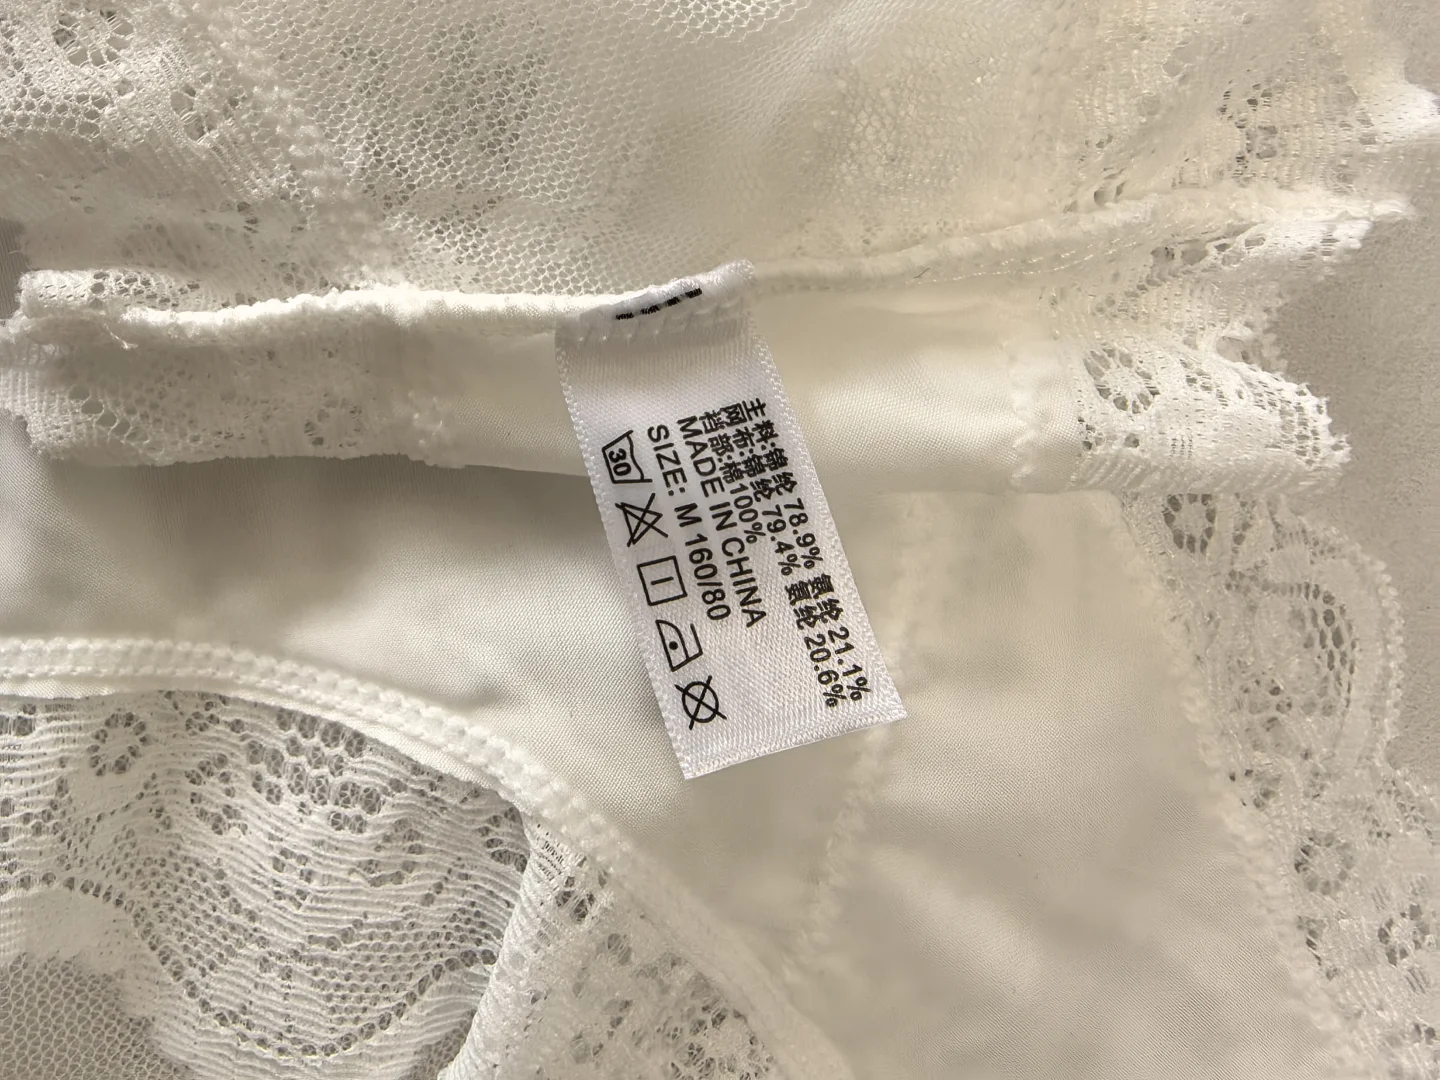 主料:锦纶 78.9% 氨纶 21.1%
网布:锦纶 79.4% 氨纶 20.6%
裆部:棉100%
MADE IN CHINA
SIZE: M 160/80
30